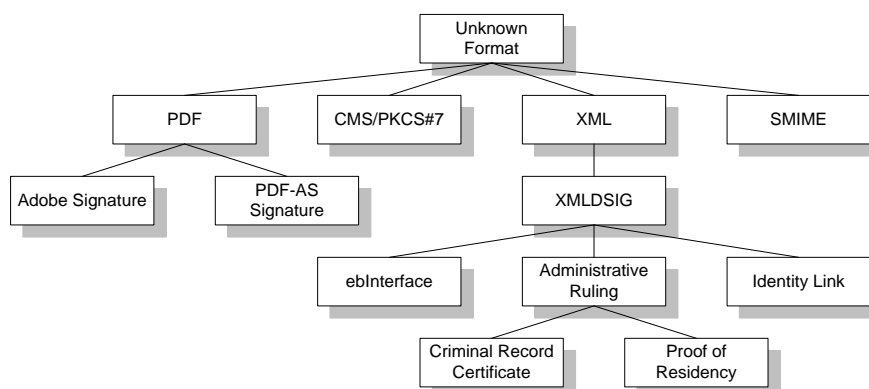 Unknown
Format
PDF
CMS/PKCS#7
XML
SMIME
Adobe Signature
PDF-AS
Signature
XMLDSIG
ebInterface
Administrative
Ruling
Identity Link
Criminal Record
Certificate
Proof of
Residency